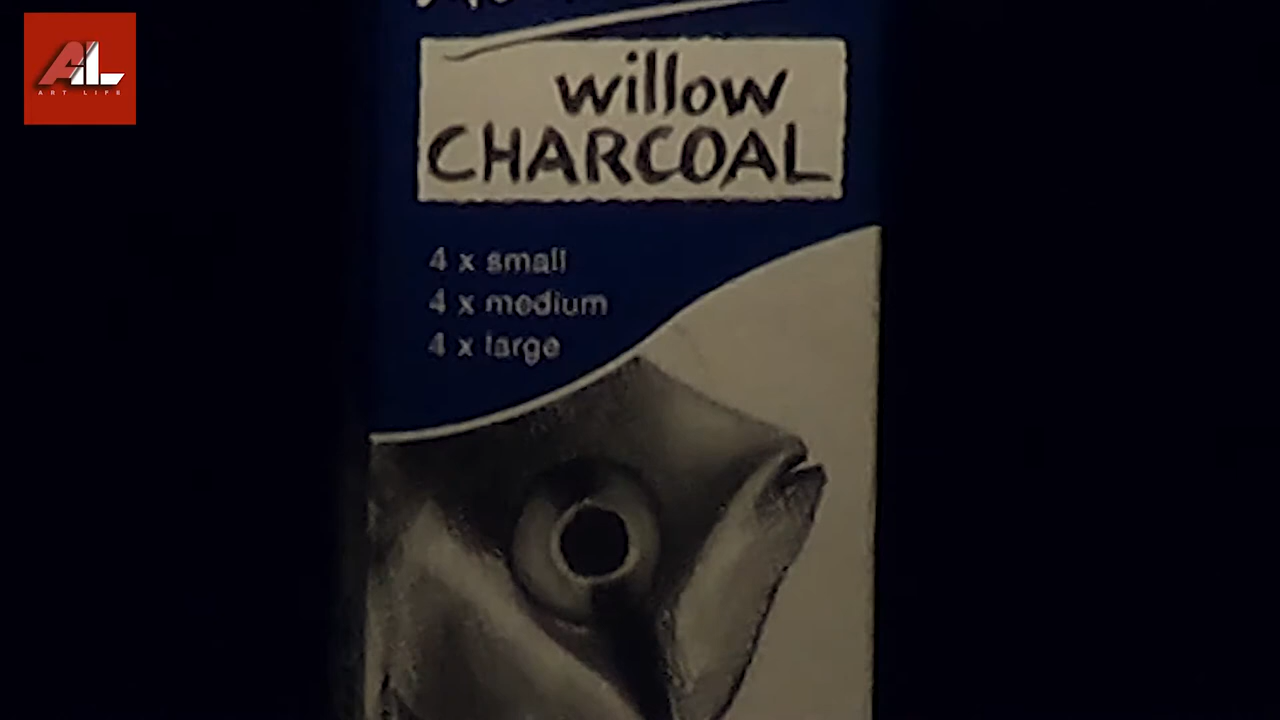 AL
ART LIFE
willow
CHARCOAL
4 x small
4 x medium
4 x large